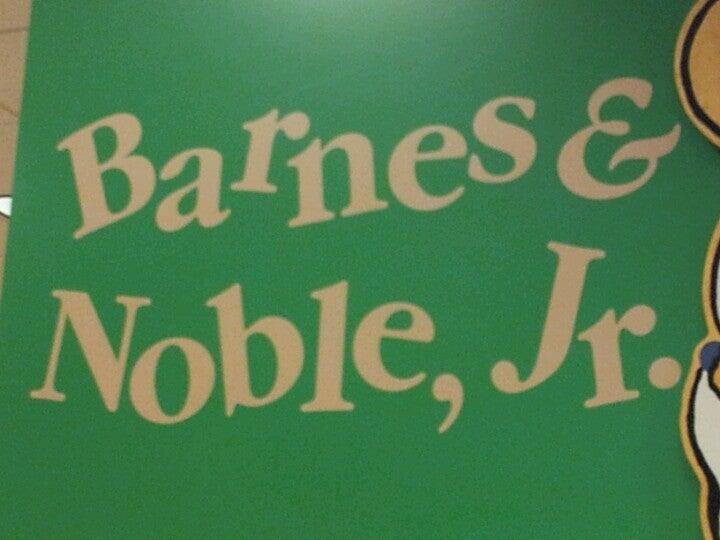 Barnes &
Noble, Jr.